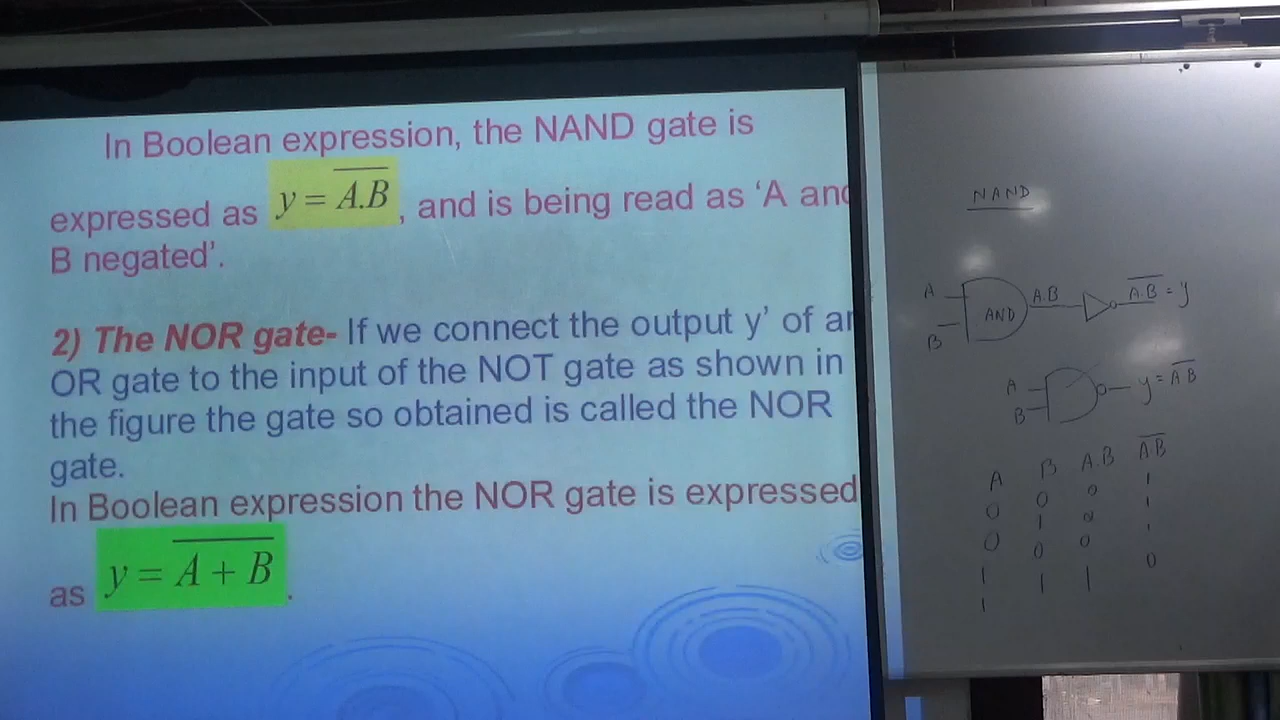 In Boolean expression, the NAND gate is
expressed as y = A̅.̅B̅ , and is being read as ‘A and
B negated’.
2) The NOR gate- If we connect the output y’ of an
OR gate to the input of the NOT gate as shown in
the figure the gate so obtained is called the NOR
gate.
In Boolean expression the NOR gate is expressed
as y = A̅ ̅+̅ ̅B̅ .
NAND
A
B
AND
A.B
A̅.̅B̅ = y
A
B
y = A̅ ̅B̅
A B A.B A̅.̅B̅
0 0 0 1
0 1 0 1
1 0 0 1
1 1 1 0